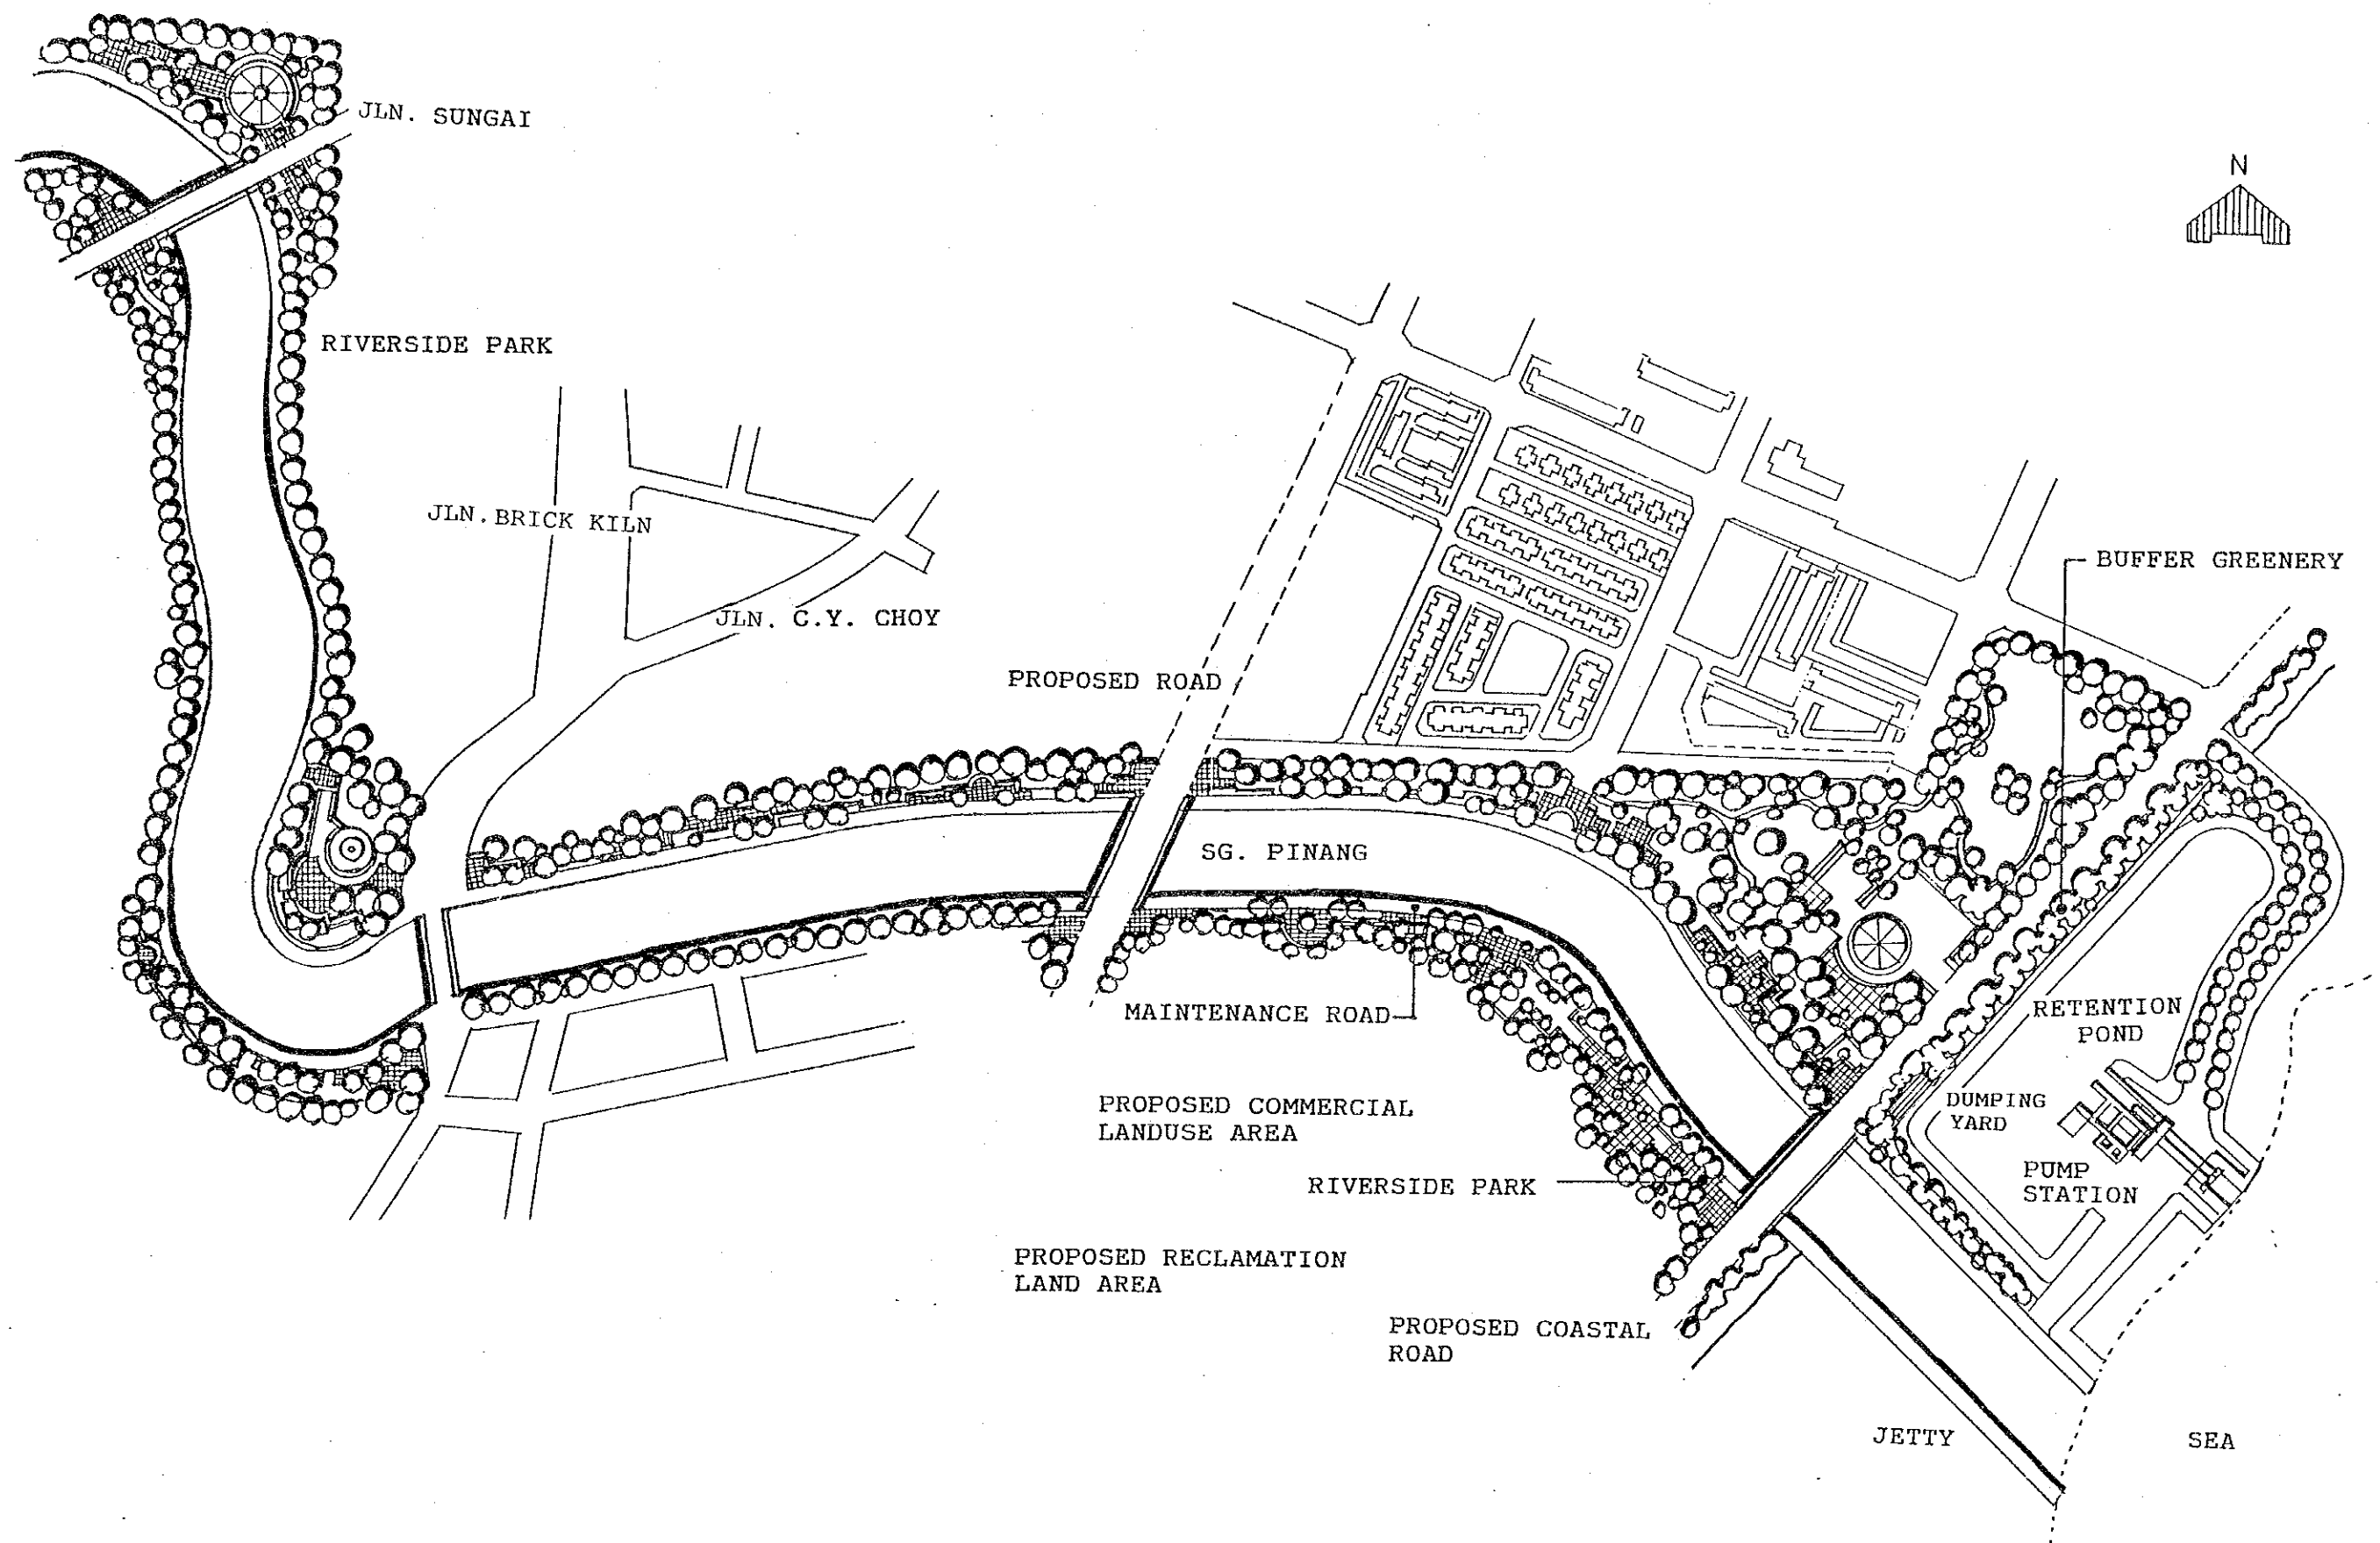 JLN. SUNGAI
N
RIVERSIDE PARK
JLN. BRICK KILN
BUFFER GREENERY
JLN. C.Y. CHOY
PROPOSED ROAD
SG. PINANG
MAINTENANCE ROAD
RETENTION
POND
DUMPING
YARD
PROPOSED COMMERCIAL
LANDUSE AREA
PUMP
STATION
RIVERSIDE PARK
PROPOSED RECLAMATION
LAND AREA
PROPOSED COASTAL
ROAD
JETTY
SEA